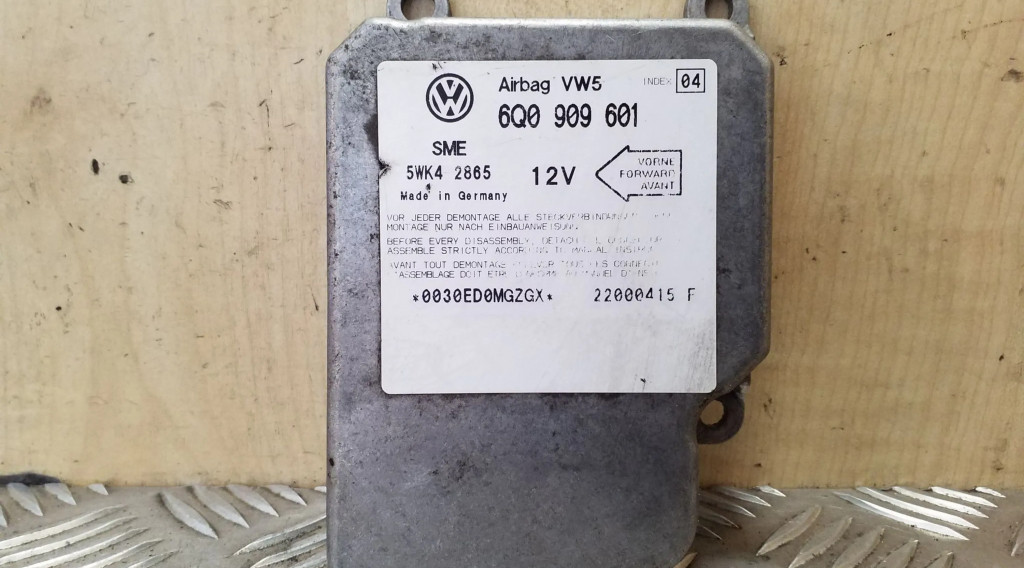 Airbag VW5
INDEX 04
6Q0 909 601
SME
5WK4 2865
12V
VORNE
FORWARD
AVANT
Made in Germany
VOR JEDER DEMONTAGE ALLE
MONTAGE NUR NACH EINBAUANWEISUNG
BEFORE EVERY DISASSEMBLY,
ASSEMBLE STRICTLY
AVANT TOUT DEMONTAGE
DOIT
*0030ED0MGZGX* 22000415 F